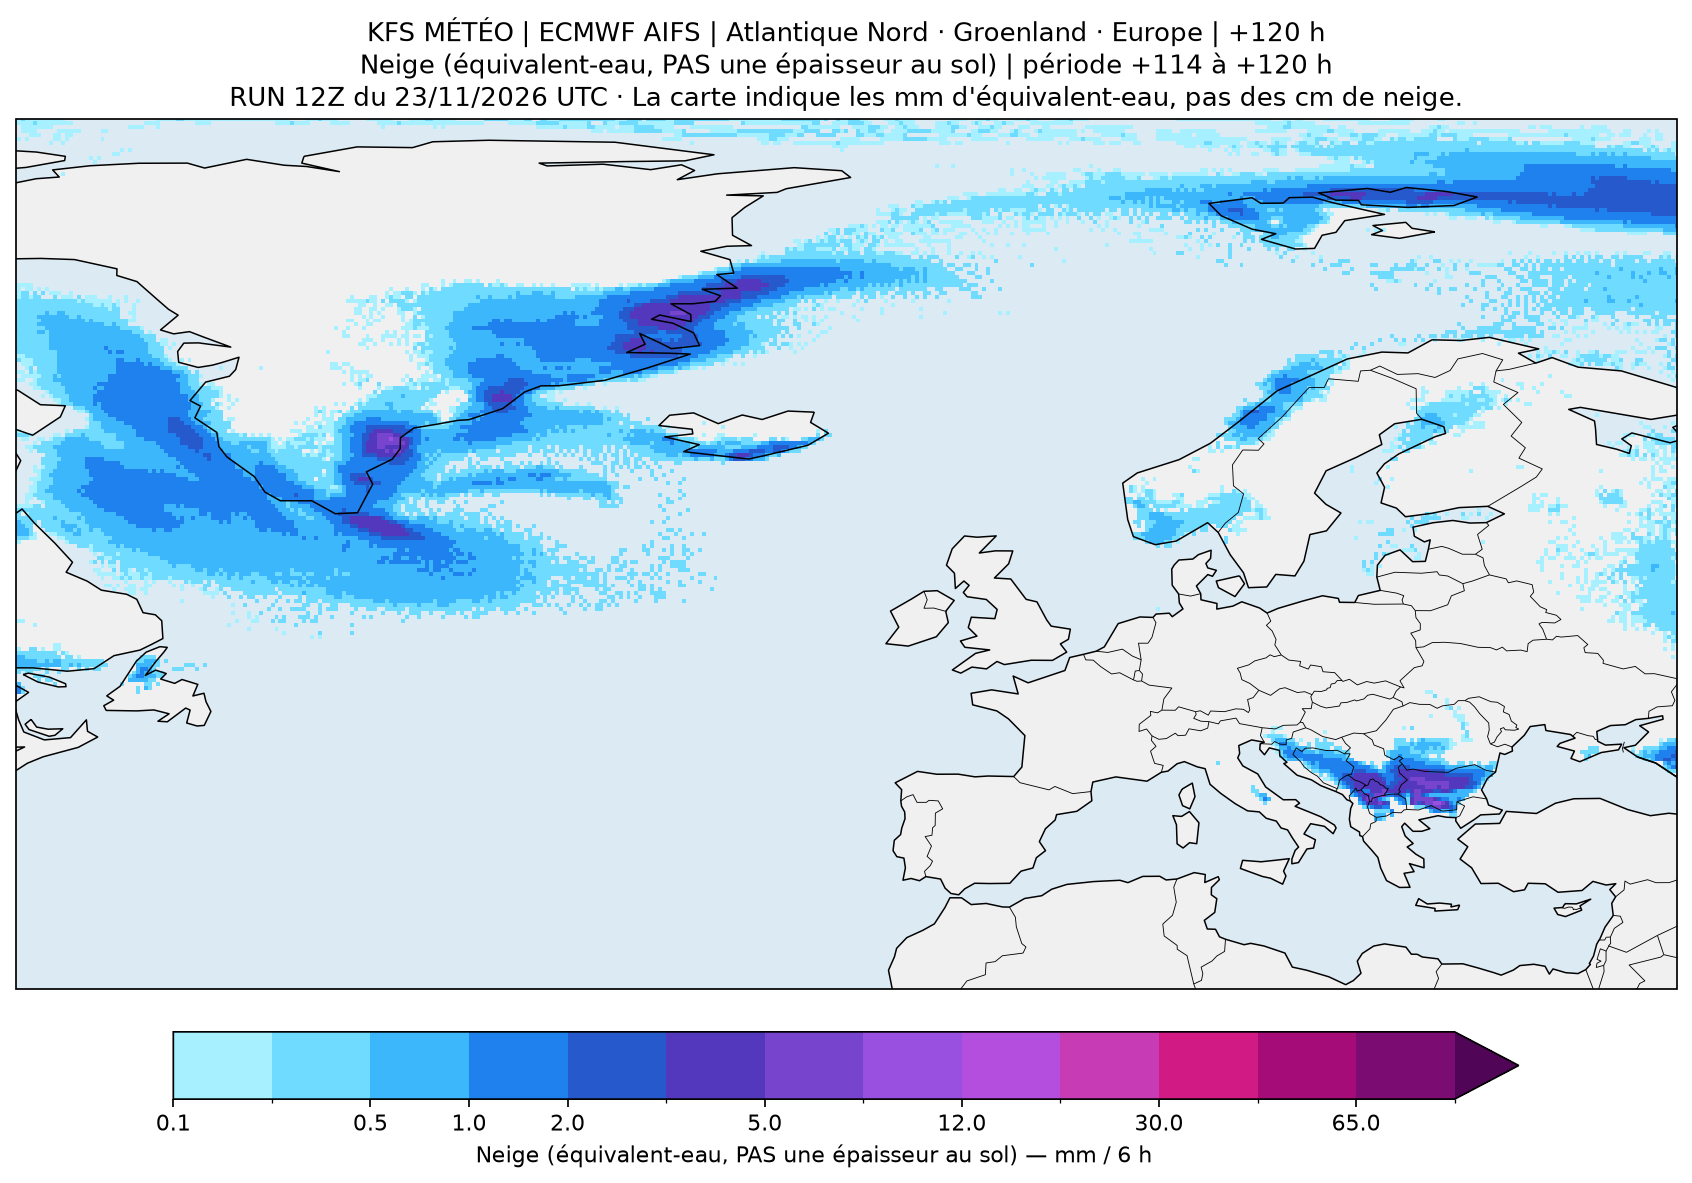 KFS MÉTÉO | ECMWF AIFS | Atlantique Nord · Groenland · Europe | +120 h
Neige (équivalent-eau, PAS une épaisseur au sol) | période +114 à +120 h
RUN 12Z du 23/11/2026 UTC · La carte indique les mm d'équivalent-eau, pas des cm de neige.
0.1 0.5 1.0 2.0 5.0 12.0 30.0 65.0
Neige (équivalent-eau, PAS une épaisseur au sol) — mm / 6 h